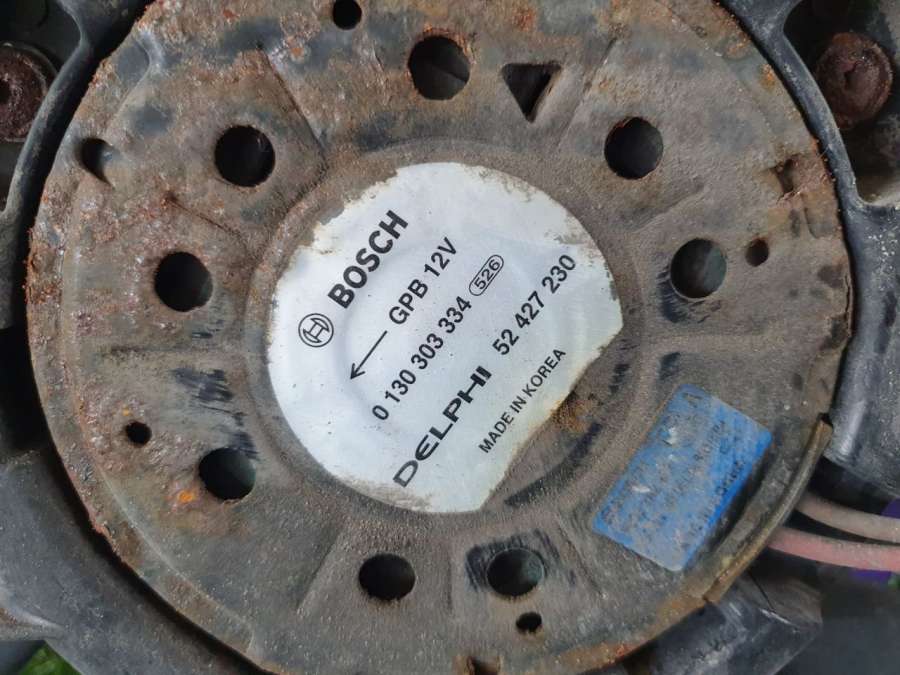 BOSCH
GPB 12V
0 130 303 334 526
DELPHI 52 427 230
MADE IN KOREA